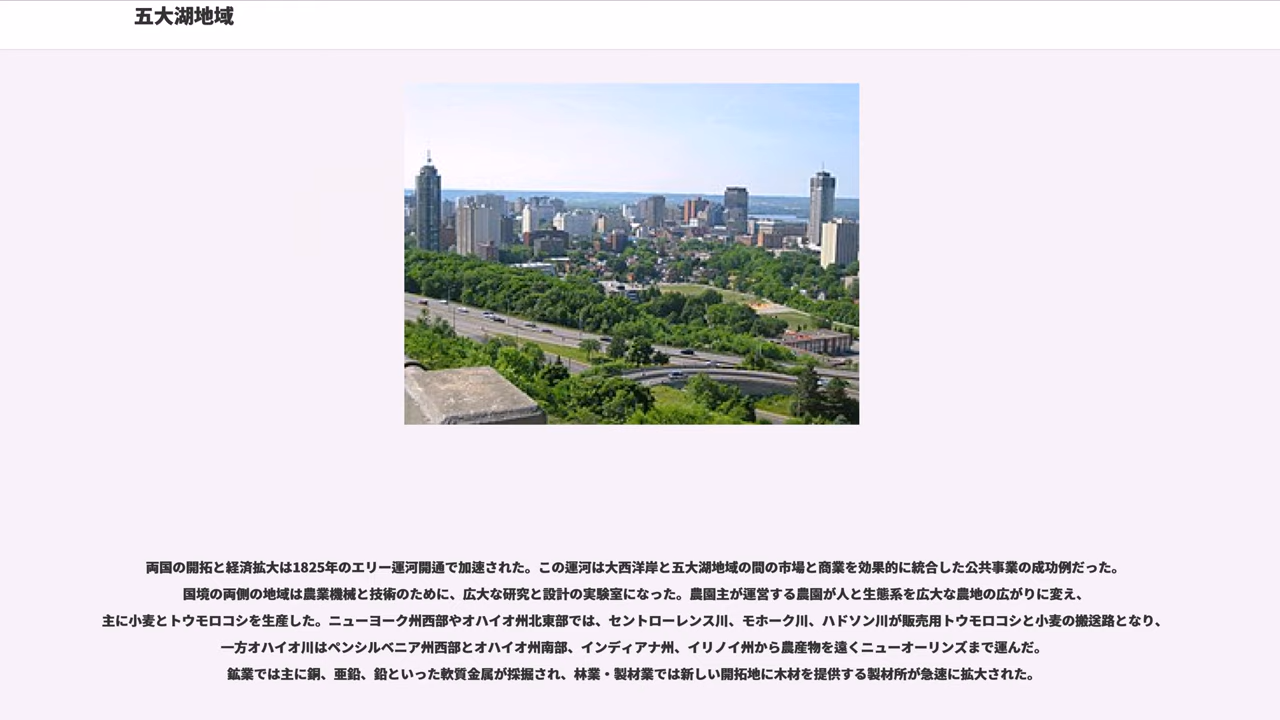 五大湖地域
両国の開拓と経済拡大は1825年のエリー運河開通で加速された。この運河は大西洋岸と五大湖地域の間の市場と商業を効果的に統合した公共事業の成功例だった。
国境の両側の地域は農業機械と技術のために、広大な研究と設計の実験室になった。農園主が運営する農園が人と生態系を広大な農地の広がりに変え、
主に小麦とトウモロコシを生産した。ニューヨーク州西部やオハイオ州北東部では、セントローレンス川、モホーク川、ハドソン川が販売用トウモロコシと小麦の搬送路となり、
一方オハイオ川はペンシルベニア州西部とオハイオ州南部、インディアナ州、イリノイ州から農産物を遠くニューオーリンズまで運んだ。
鉱業では主に銅、亜鉛、鉛といった軟質金属が採掘され、林業・製材業では新しい開拓地に木材を提供する製材所が急速に拡大された。